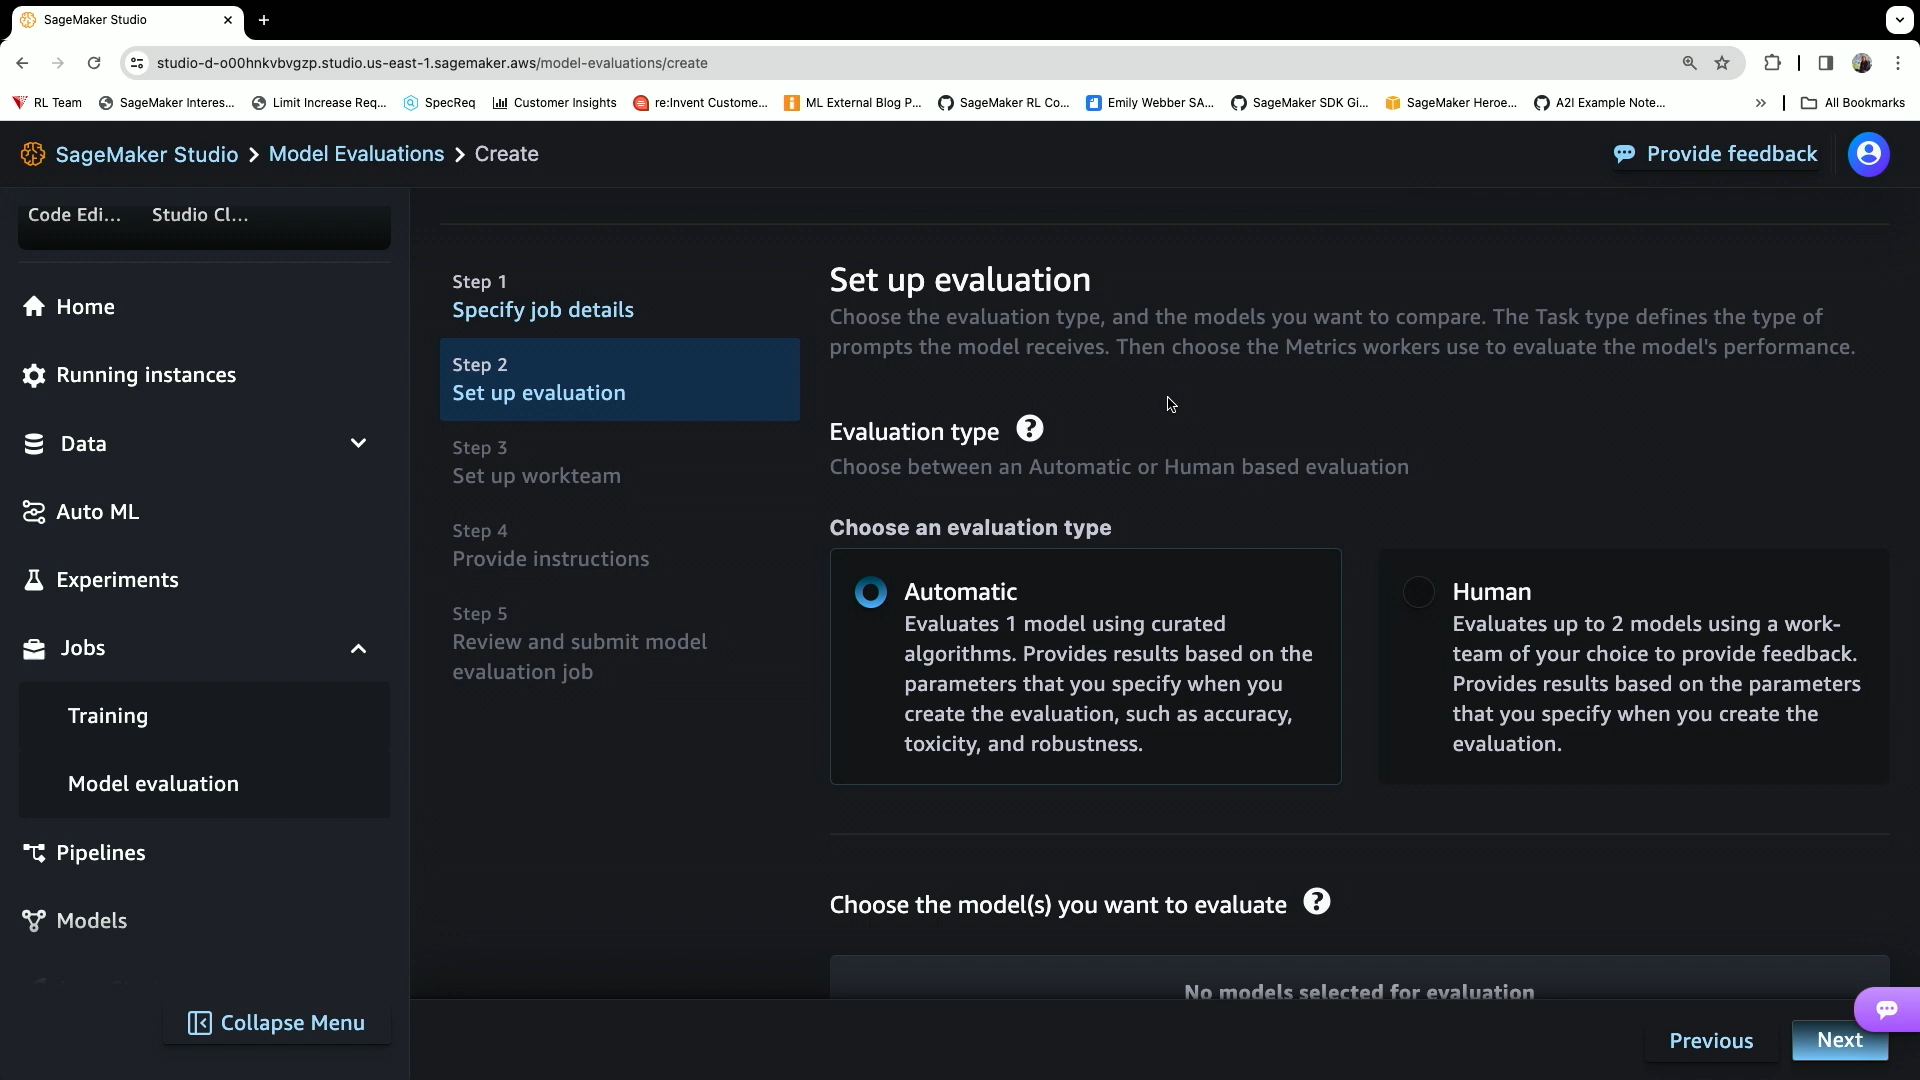 SageMaker Studio
studio-d-o00hnkvbvgzp.studio.us-east-1.sagemaker.aws/model-evaluations/create
RL Team
SageMaker Interes...
Limit Increase Req...
SpecReq
Customer Insights
re:Invent Custome...
ML External Blog P...
SageMaker RL Co...
Emily Webber SA...
SageMaker SDK Gi...
SageMaker Heroe...
A2I Example Note...
All Bookmarks
SageMaker Studio > Model Evaluations > Create
Provide feedback
Code Edi...
Studio Cl...
Home
Running instances
Data
Auto ML
Experiments
Jobs
Training
Model evaluation
Pipelines
Models
Collapse Menu
Step 1
Specify job details
Step 2
Set up evaluation
Step 3
Set up workteam
Step 4
Provide instructions
Step 5
Review and submit model
evaluation job
Set up evaluation
Choose the evaluation type, and the models you want to compare. The Task type defines the type of
prompts the model receives. Then choose the Metrics workers use to evaluate the model's performance.
Evaluation type
Choose between an Automatic or Human based evaluation
Choose an evaluation type
Automatic
Evaluates 1 model using curated
algorithms. Provides results based on the
parameters that you specify when you
create the evaluation, such as accuracy,
toxicity, and robustness.
Human
Evaluates up to 2 models using a work-
team of your choice to provide feedback.
Provides results based on the parameters
that you specify when you create the
evaluation.
Choose the model(s) you want to evaluate
No models selected for evaluation
Previous
Next